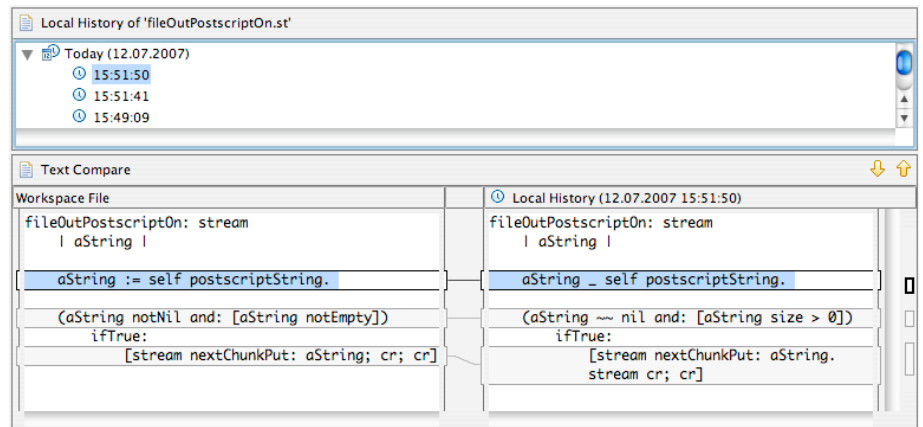 Local History of 'fileOutPostscriptOn.st'
Today (12.07.2007)
15:51:50
15:51:41
15:49:09
Text Compare
Workspace File
fileOutPostscriptOn: stream
| aString |
aString := self postscriptString.
(aString notNil and: [aString notEmpty])
ifTrue:
[stream nextChunkPut: aString; cr; cr]
Local History (12.07.2007 15:51:50)
fileOutPostscriptOn: stream
| aString |
aString _ self postscriptString.
(aString ~~ nil and: [aString size > 0])
ifTrue:
[stream nextChunkPut: aString.
stream cr; cr]